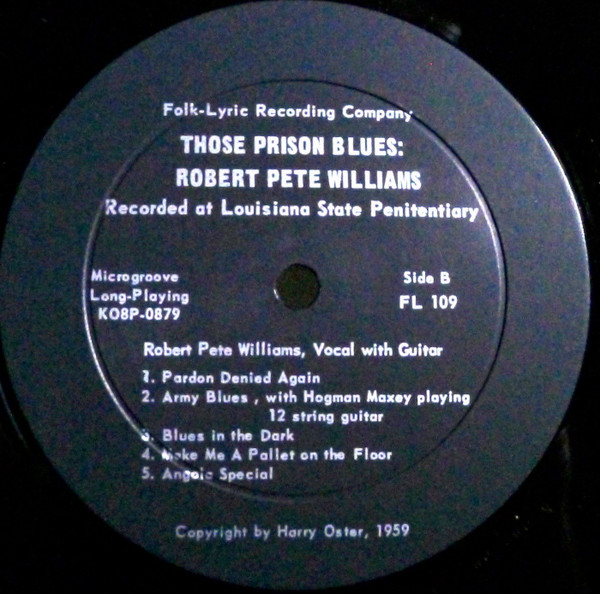 Folk-Lyric Recording Company
THOSE PRISON BLUES:
ROBERT PETE WILLIAMS
Recorded at Louisiana State Penitentiary
Microgroove
Long-Playing
KO8P-0879
Side B
FL 109
Robert Pete Williams, Vocal with Guitar
1. Pardon Denied Again
2. Army Blues , with Hogman Maxey playing
12 string guitar
3. Blues in the Dark
4. Make Me A Pallet on the Floor
5. Angola Special
Copyright by Harry Oster, 1959